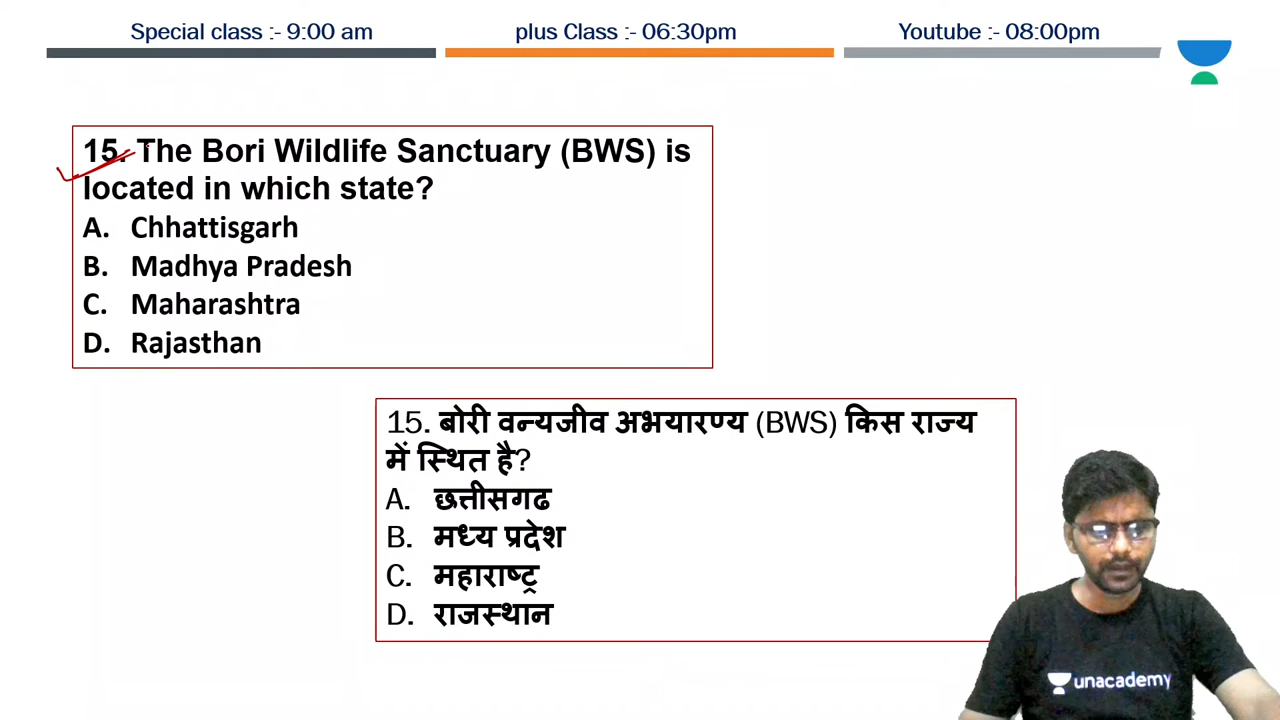 Special class :- 9:00 am
plus Class :- 06:30pm
Youtube :- 08:00pm
15. The Bori Wildlife Sanctuary (BWS) is
located in which state?
A. Chhattisgarh
B. Madhya Pradesh
C. Maharashtra
D. Rajasthan
15. बोरी वन्यजीव अभयारण्य (BWS) किस राज्य
में स्थित है?
A. छत्तीसगढ
B. मध्य प्रदेश
C. महाराष्ट्र
D. राजस्थान
unacademy